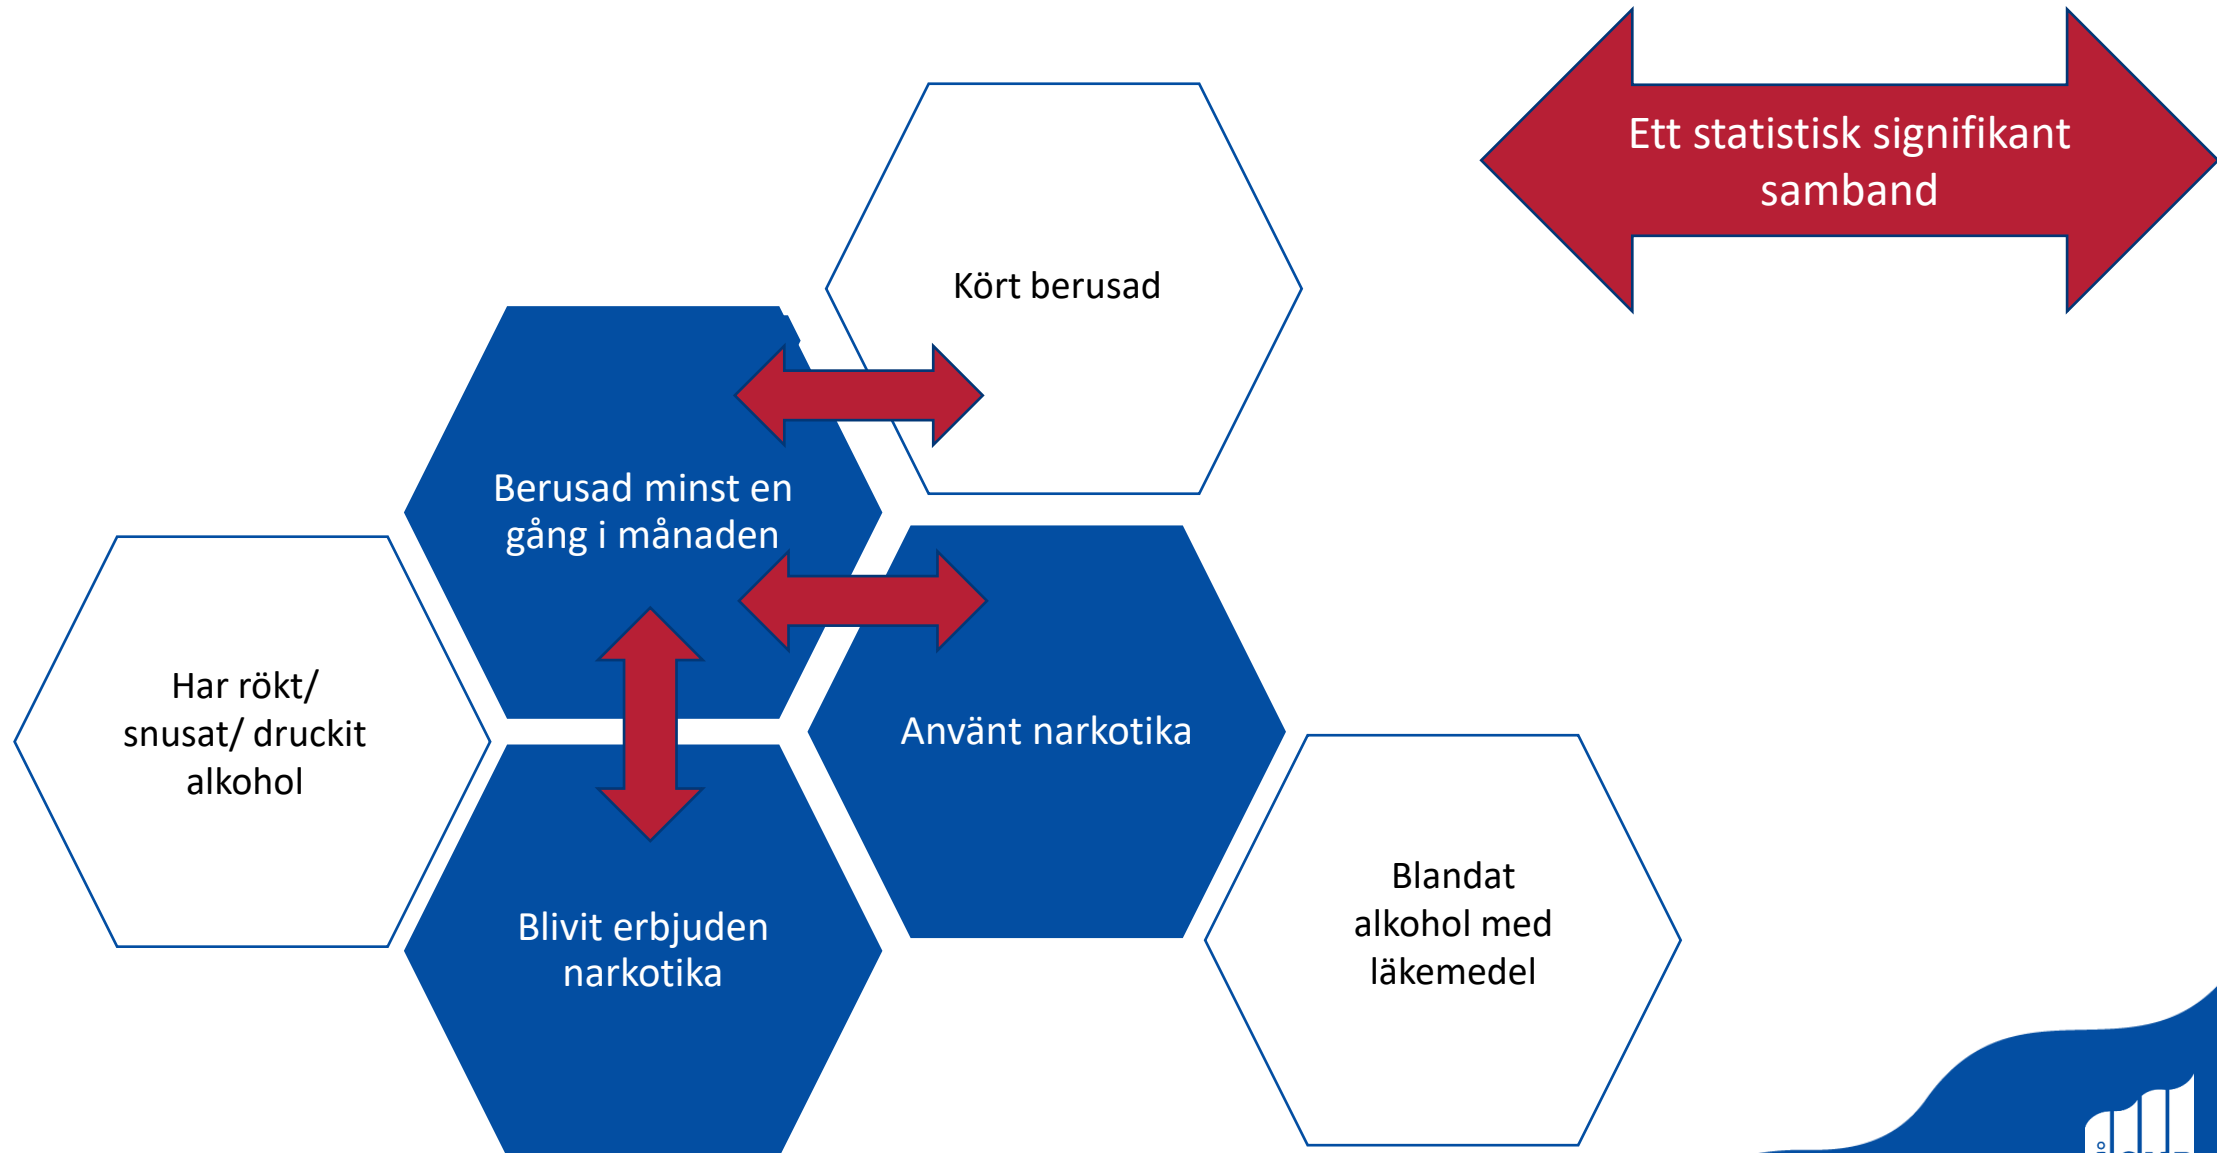 Ett statistisk signifikant
samband
Kört berusad
Berusad minst en
gång i månaden
Har rökt/
snusat/ druckit
alkohol
Använt narkotika
Blivit erbjuden
narkotika
Blandat
alkohol med
läkemedel